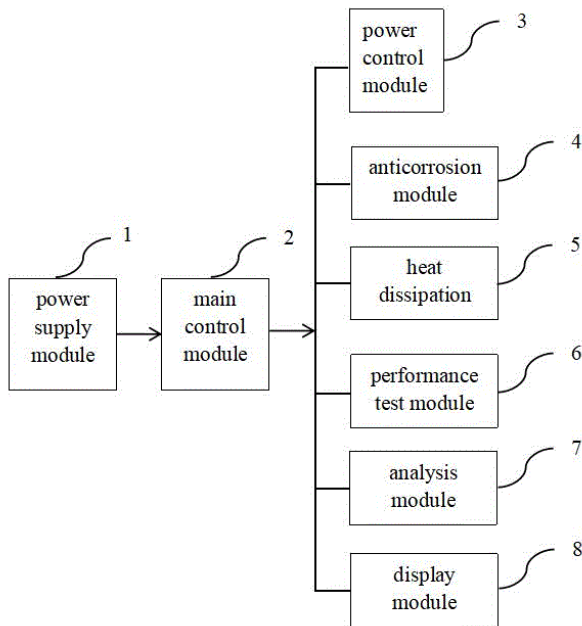 1
power
supply
module
2
main
control
module
3
power
control
module
4
anticorrosion
module
5
heat
dissipation
6
performance
test module
7
analysis
module
8
display
module